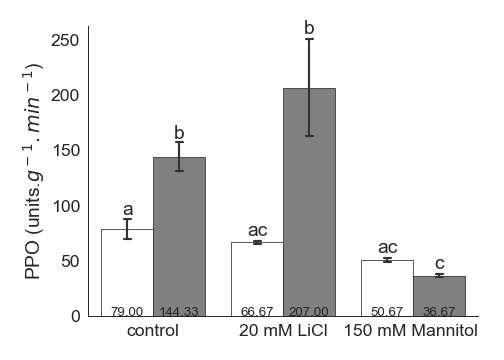 PPO (units.g⁻¹.min⁻¹)
250
200
150
100
50
0
a
b
ac
b
ac
c
79.00 144.33 66.67 207.00 50.67 36.67
control 20 mM LiCl 150 mM Mannitol